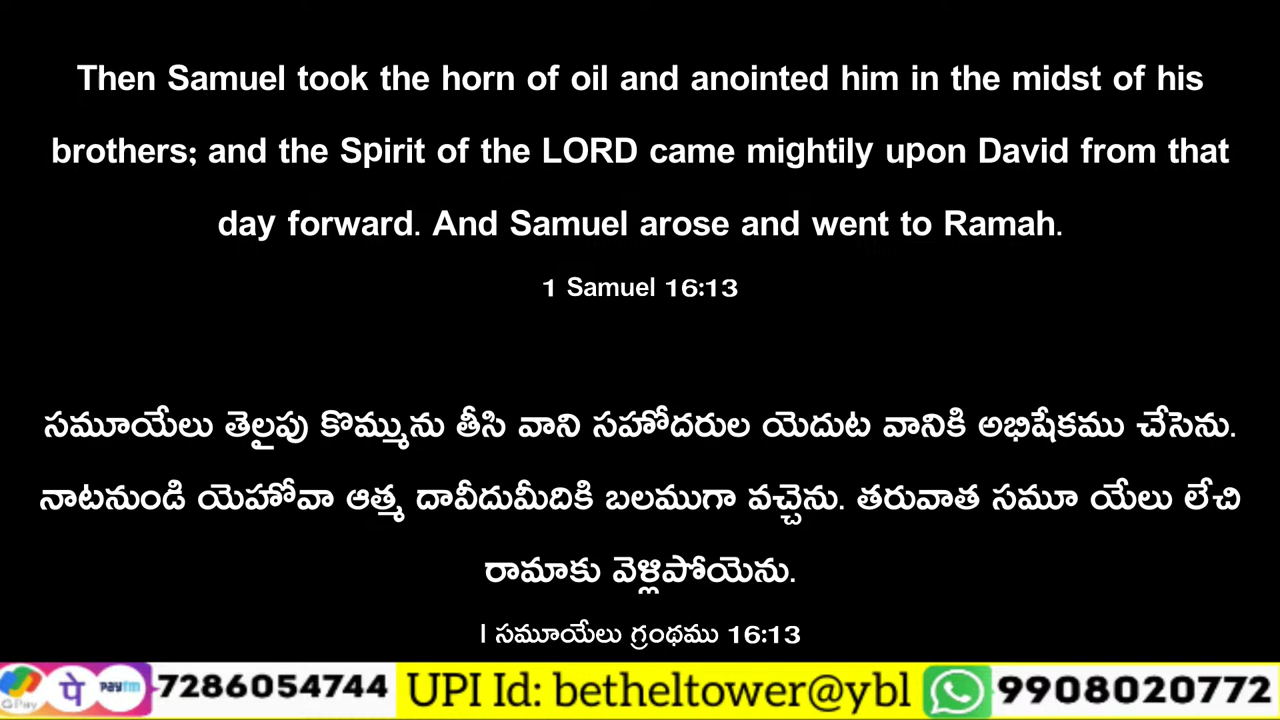 Then Samuel took the horn of oil and anointed him in the midst of his
brothers; and the Spirit of the LORD came mightily upon David from that
day forward. And Samuel arose and went to Ramah.
1 Samuel 16:13
సమూయేలు తెలైపు కొమ్మును తీసి వాని సహోదరుల యెదుట వానికి అభిషేకము చేసెను.
నాటనుండి యెహోవా ఆత్మ దావీదుమీదికి బలముగా వచ్చెను. తరువాత సమూ యేలు లేచి
రామాకు వెళ్లిపోయెను.
I సమూయేలు గ్రంథము 16:13
G Pay पे paytm 7286054744 UPI Id: betheltower@ybl 9908020772